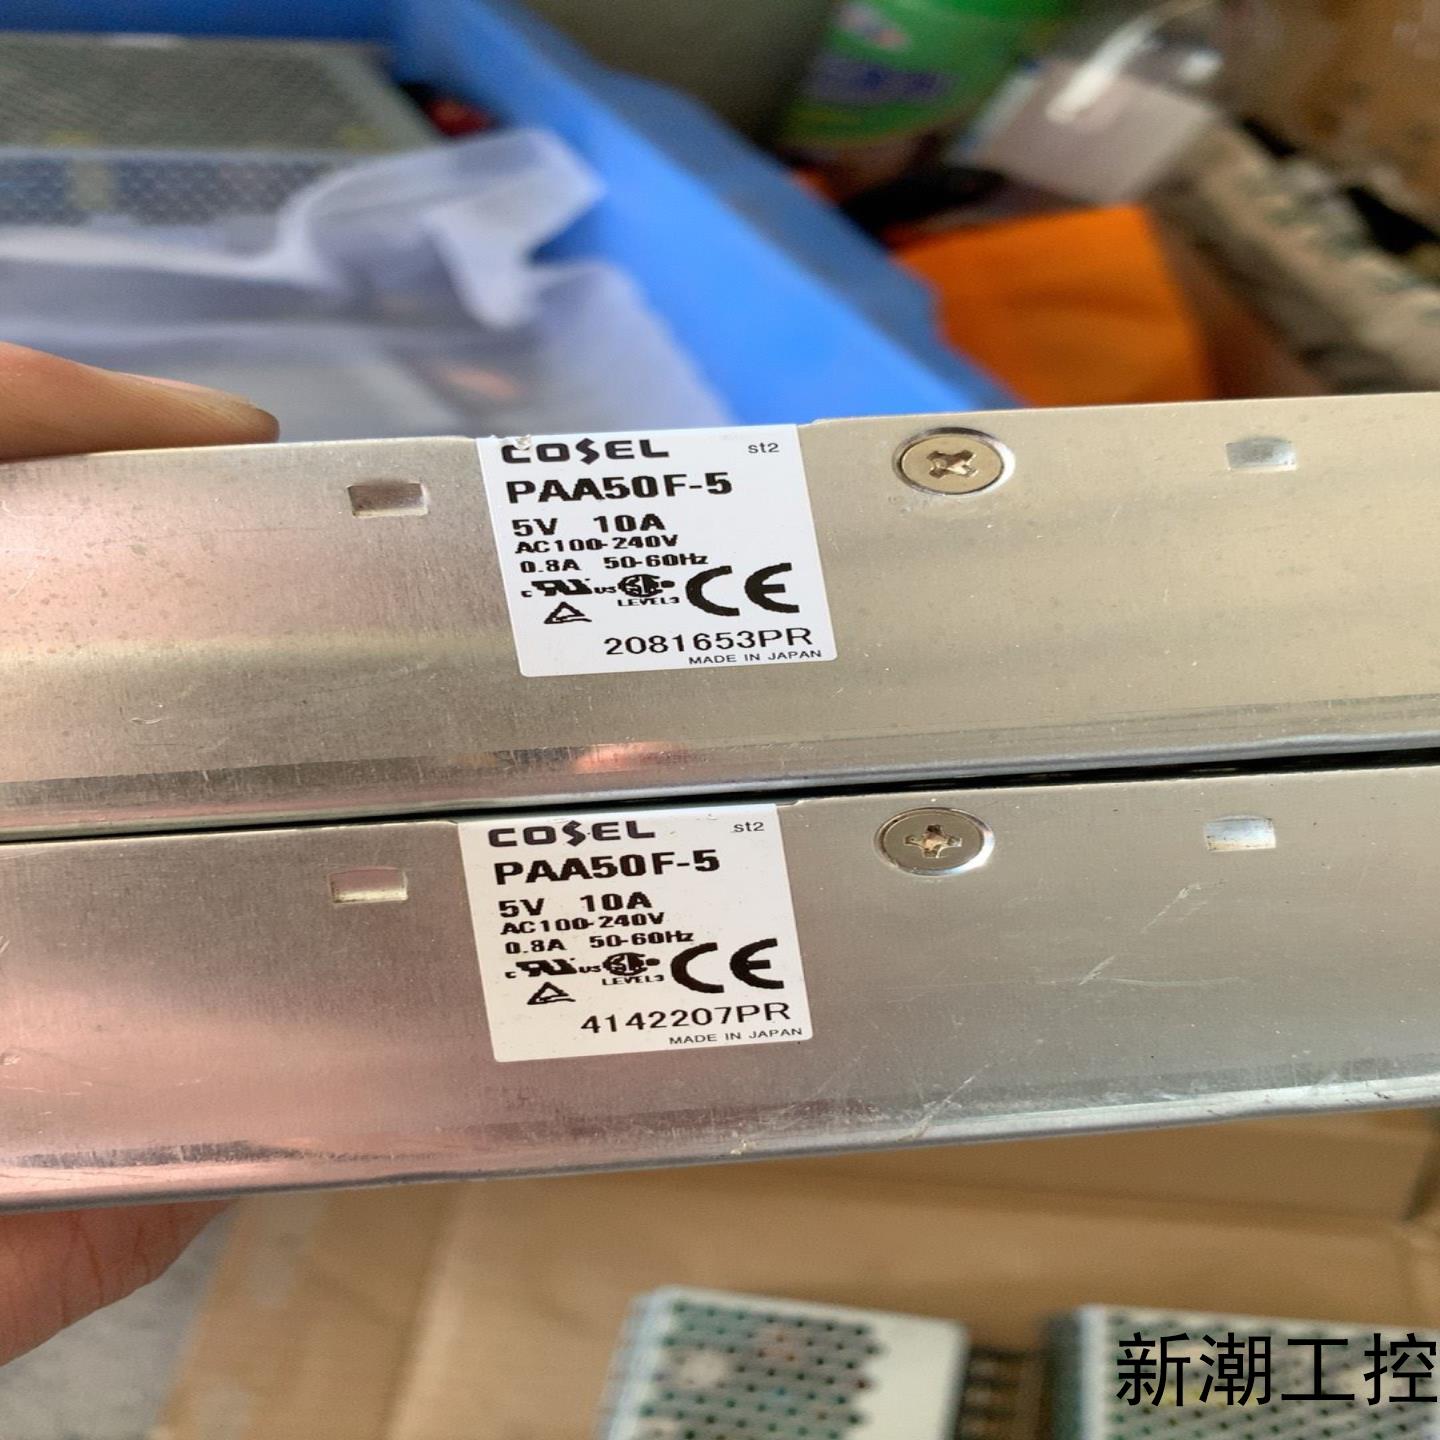 COSEL st2
PAA50F-5
5V 10A
AC100-240V
0.8A 50-60Hz
c us CE
LEVEL3
2081653PR
MADE IN JAPAN
COSEL st2
PAA50F-5
5V 10A
AC100-240V
0.8A 50-60Hz
c us CE
LEVEL3
4142207PR
MADE IN JAPAN
新潮工控